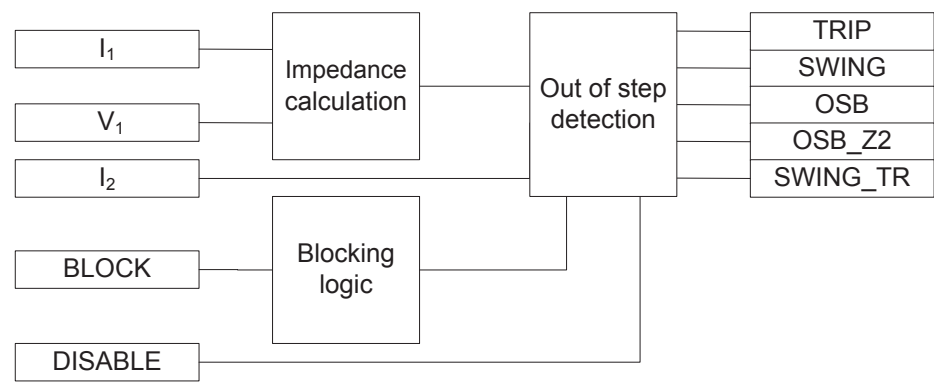 I₁
V₁
I₂
BLOCK
DISABLE
Impedance
calculation
Blocking
logic
Out of step
detection
TRIP
SWING
OSB
OSB_Z2
SWING_TR